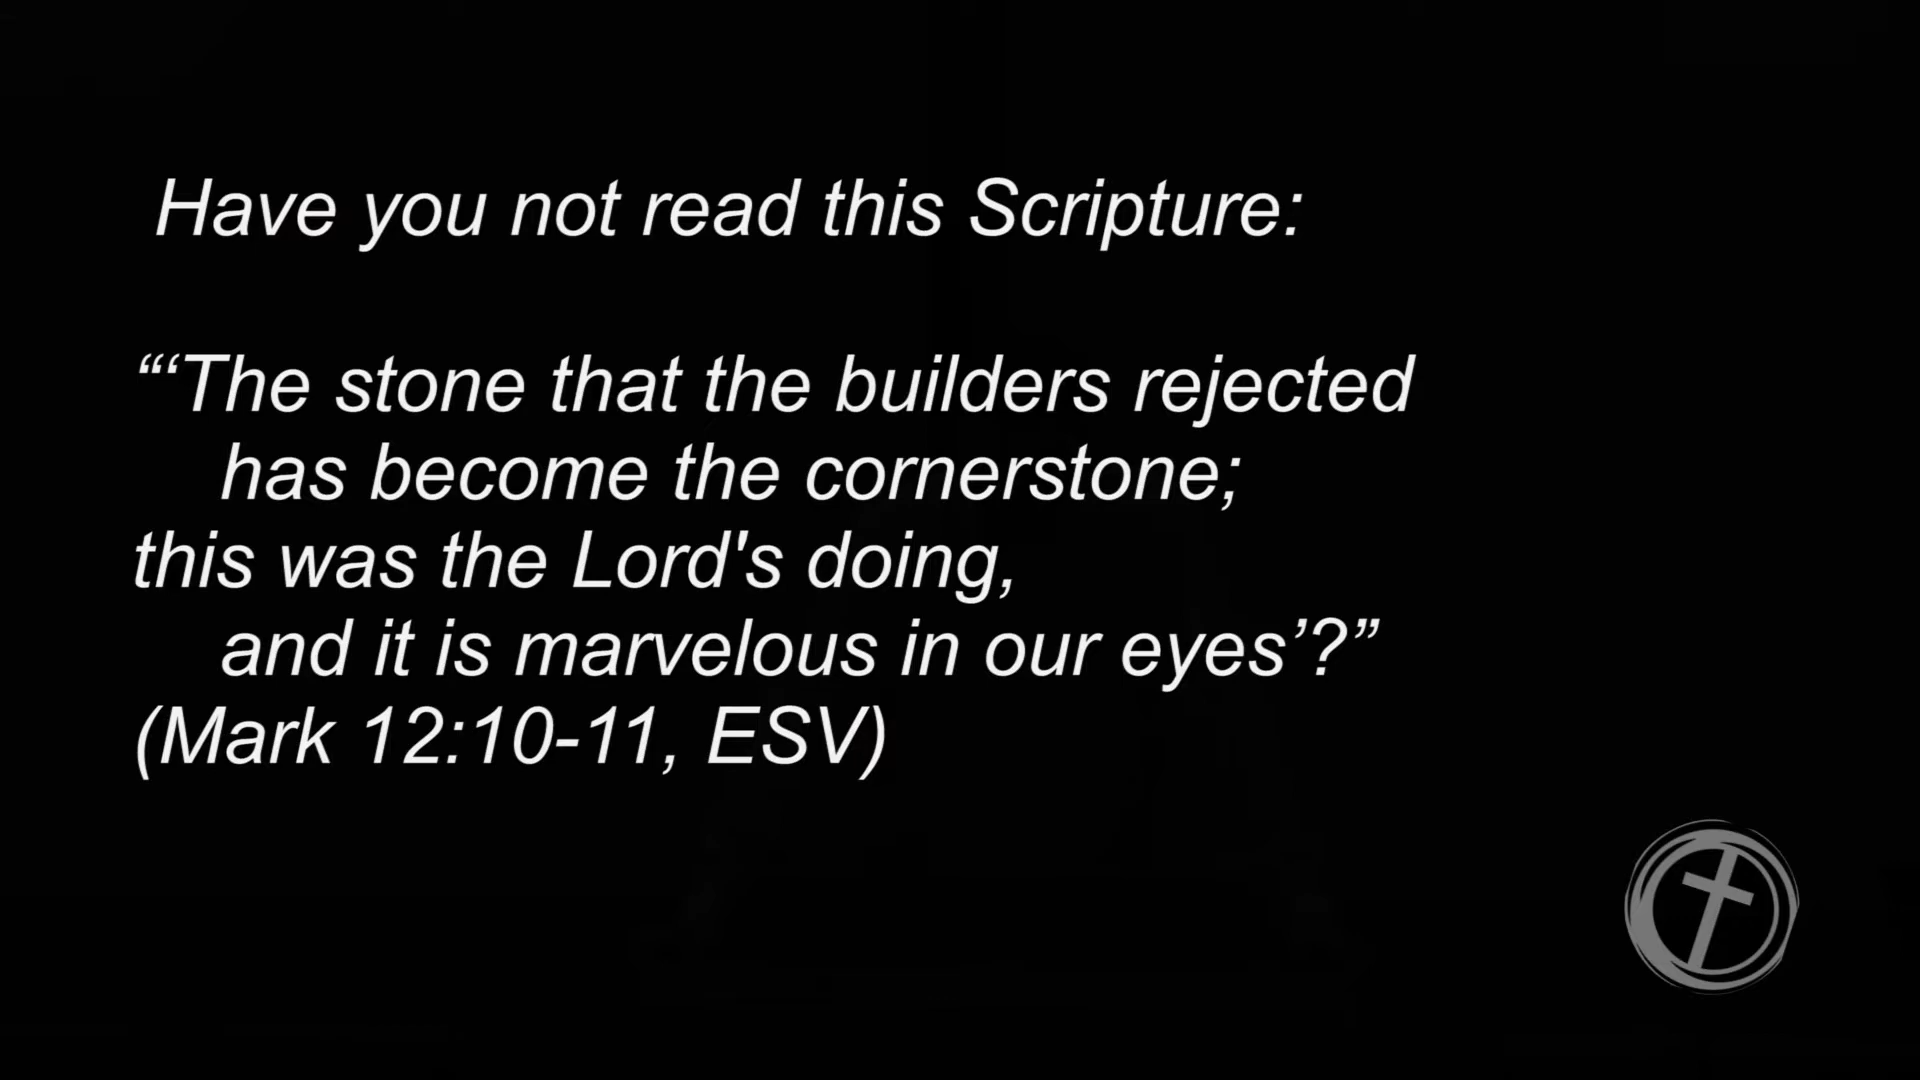 Have you not read this Scripture:
“‘The stone that the builders rejected
has become the cornerstone;
this was the Lord's doing,
and it is marvelous in our eyes’?”
(Mark 12:10-11, ESV)